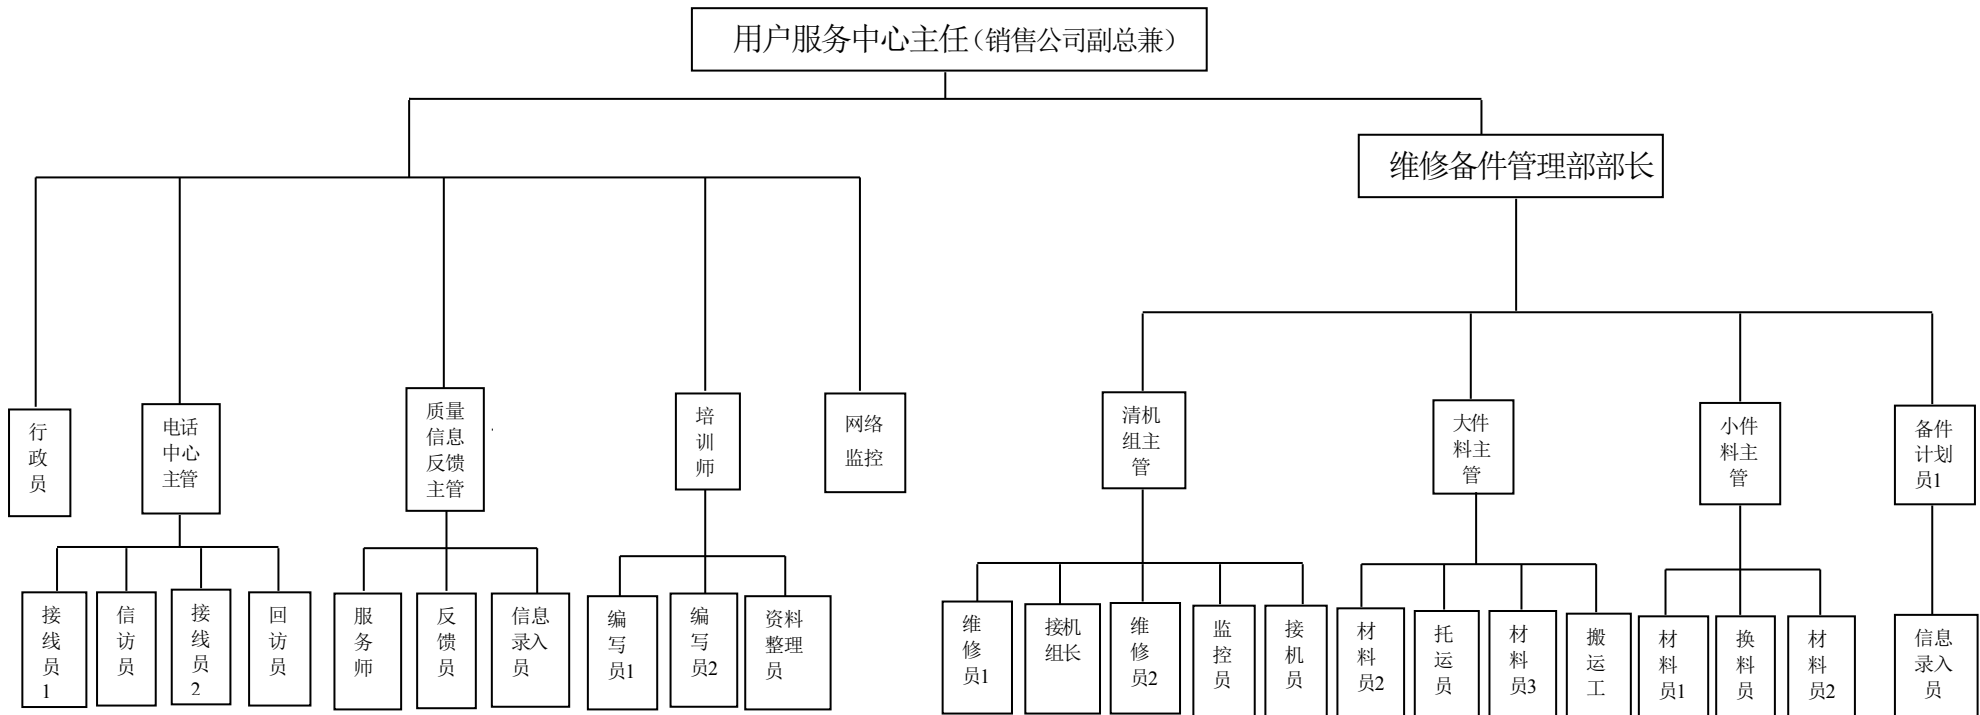 用户服务中心主任（销售公司副总兼）
维修备件管理部部长
行
政
员
电话
中心
主管
质量
信息
反馈
主管
培
训
师
网络
监控
清机
组主
管
大件
料主
管
小件
料主
管
备件
计划
员1
接
线
员
1
信
访
员
接
线
员
2
回
访
员
服
务
师
反
馈
员
信息
录入
员
编
写
员1
编
写
员2
资料
整理
员
维
修
员1
接机
组长
维
修
员2
监
控
员
接
机
员
材
料
员2
托
运
员
材
料
员3
搬
运
工
材
料
员1
换
料
员
材
料
员2
信息
录入
员